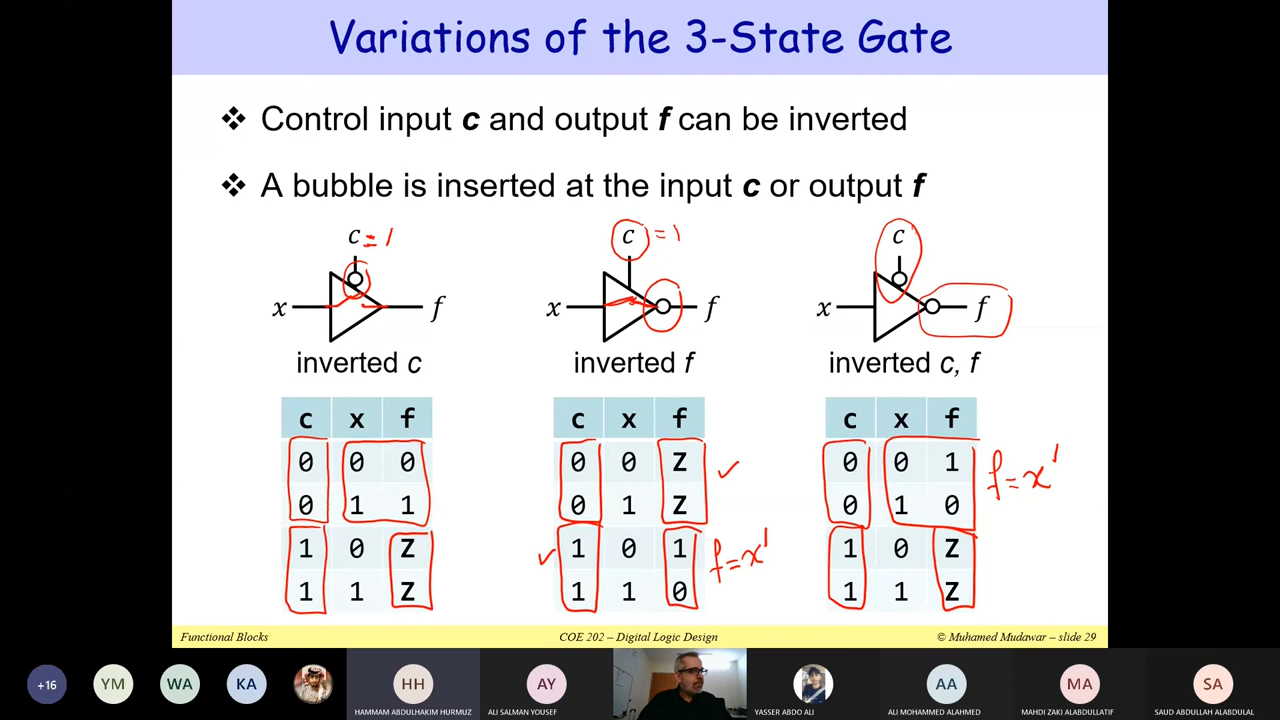 Variations of the 3-State Gate
❖ Control input c and output f can be inverted
❖ A bubble is inserted at the input c or output f
c = 1
x f
inverted c
c = 1
x f
inverted f
c
x f
inverted c, f
c x f
0 0 0
0 1 1
1 0 Z
1 1 Z
c x f
0 0 Z ✓
0 1 Z
✓ 1 0 1
1 1 0
f = x'
c x f
0 0 1
0 1 0
1 0 Z
1 1 Z
f = x'
Functional Blocks COE 202 – Digital Logic Design © Muhamed Mudawar – slide 29
+16 YM WA KA HH AY AA MA SA
HAMMAM ABDULHAKIM HURMUZ ALI SALMAN YOUSEF YASSER ABDO ALI ALI MOHAMMED ALAHMED MAHDI ZAKI ALABDULLATIF SAUD ABDULLAH ALABDULAL